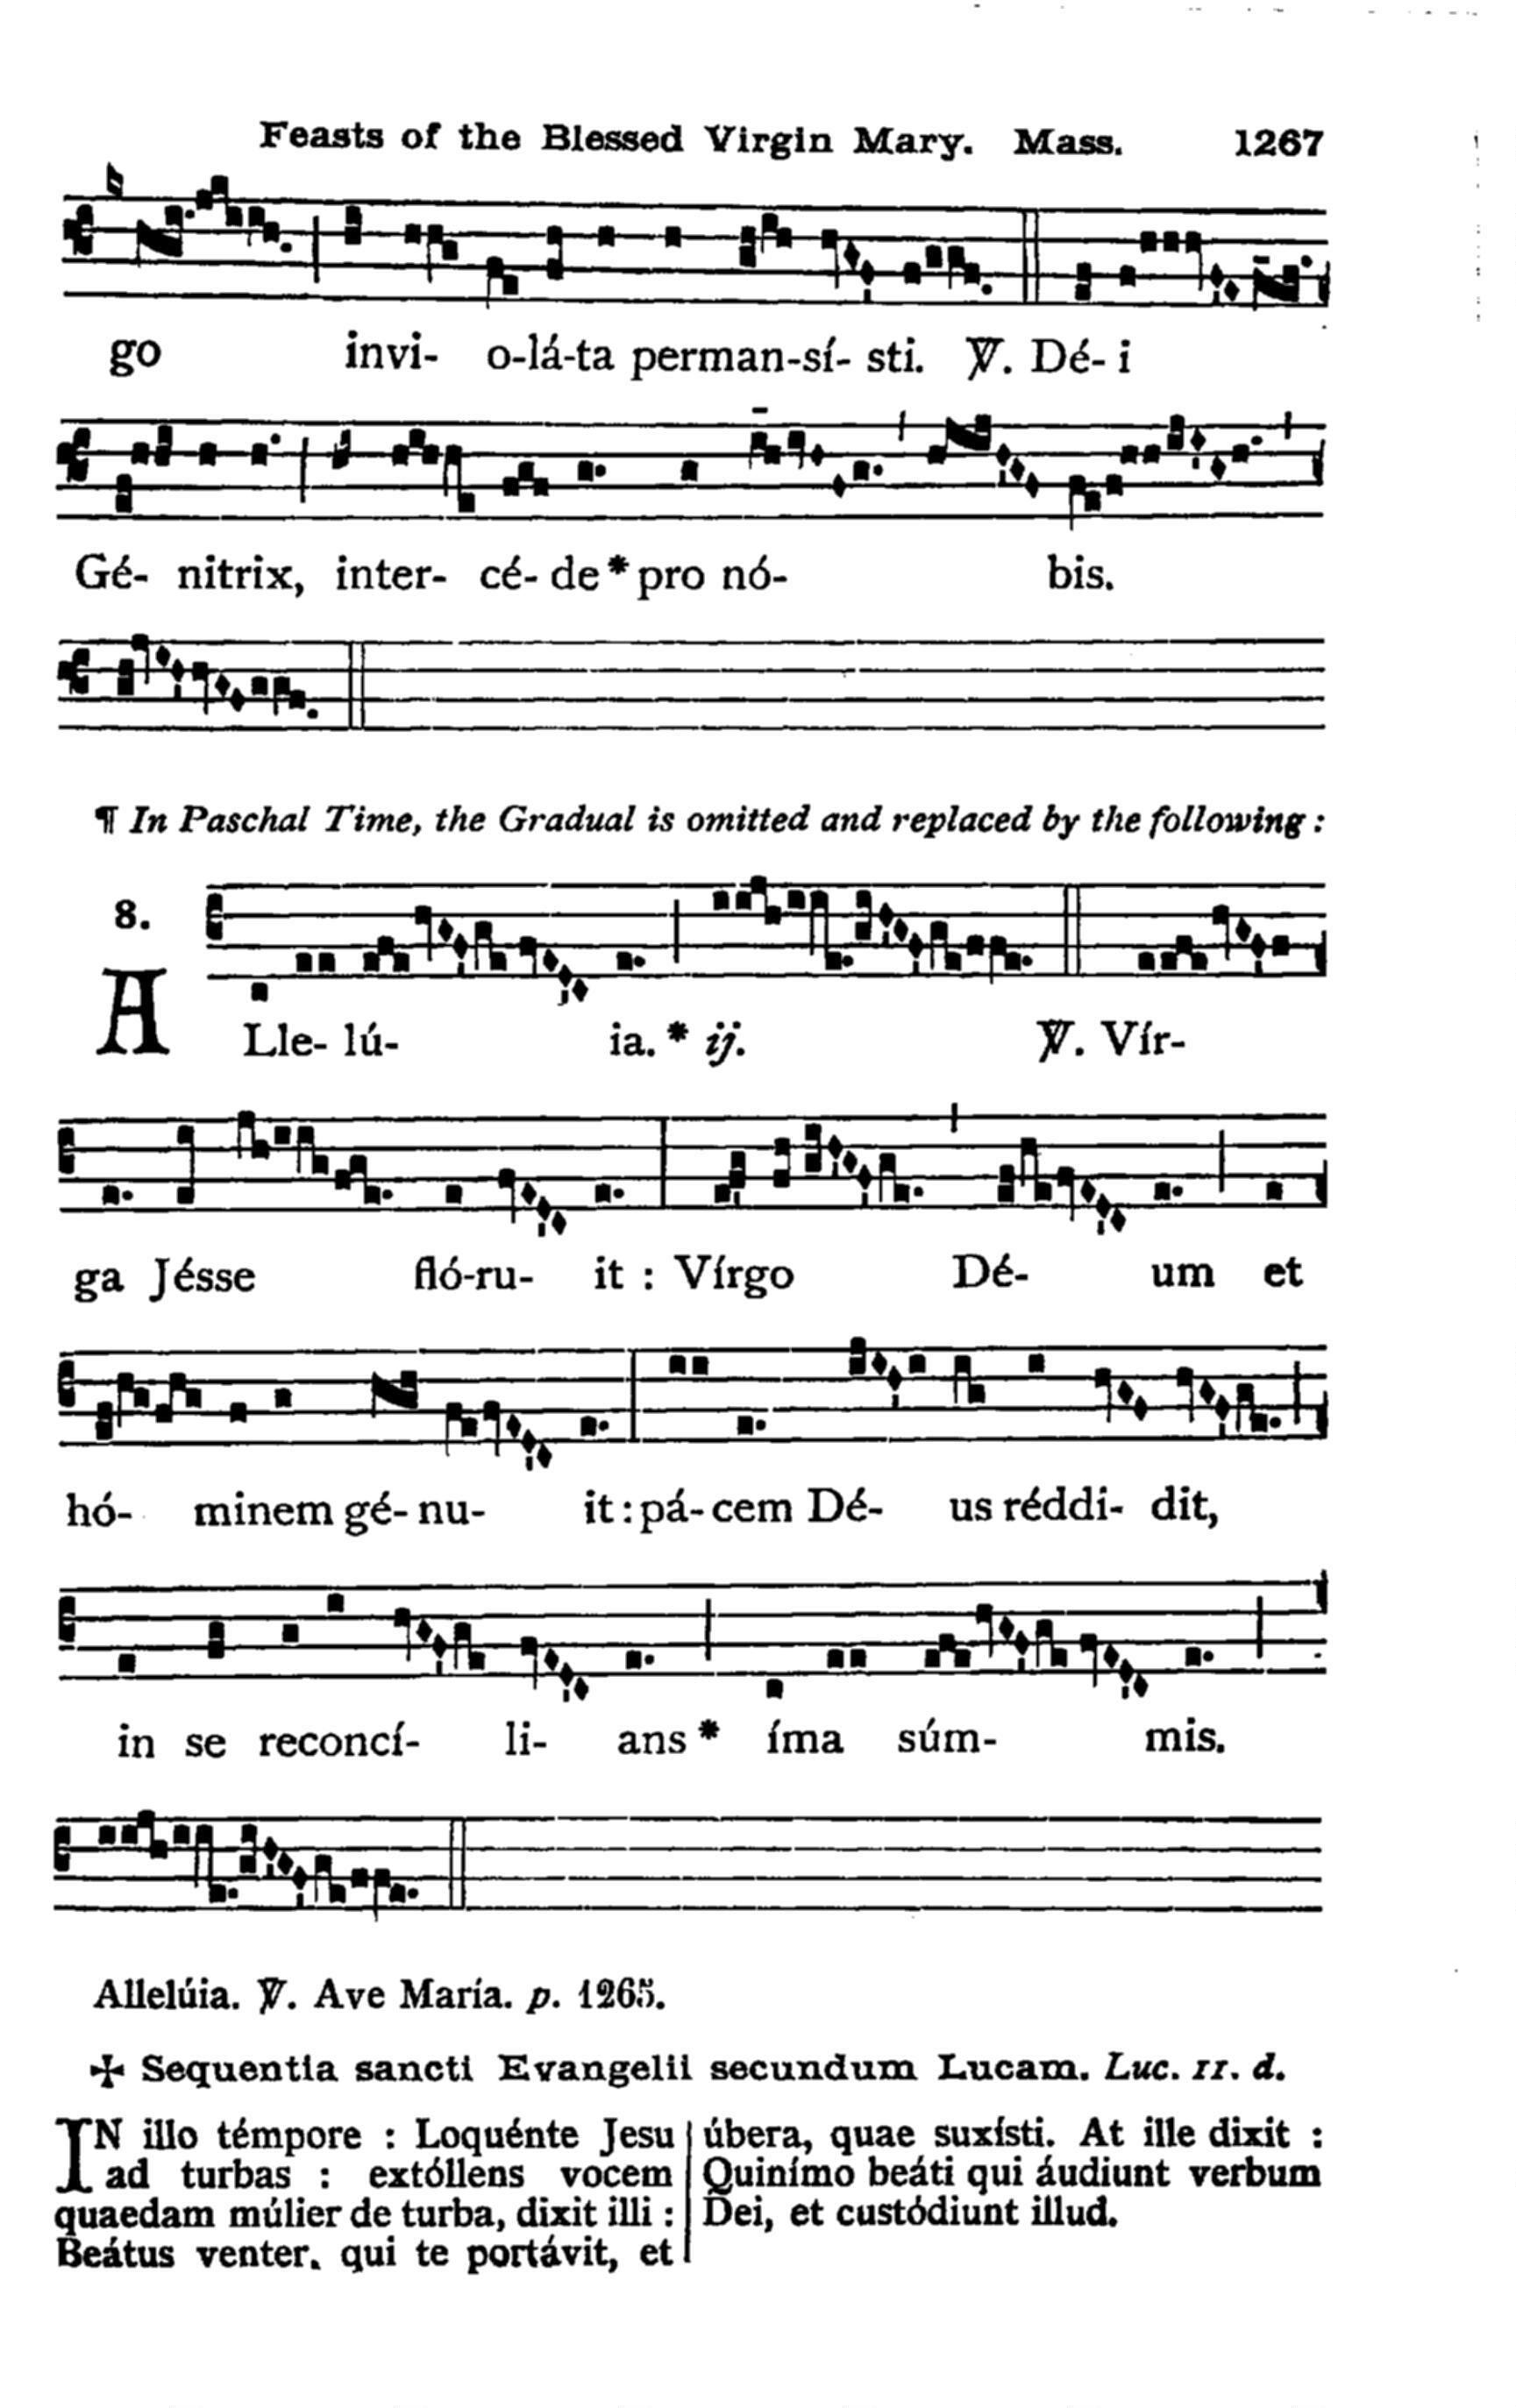 Feasts of the Blessed Virgin Mary. Mass. 1267
go invi- o-lá-ta perman-sí- sti. ℣. Dé- i
Gé- nitrix, inter- cé- de * pro nó- bis.
¶ In Paschal Time, the Gradual is omitted and replaced by the following :
8.
ALle- lú- ia. * ij. ℣. Vír-
ga Jésse fló-ru- it : Vírgo Dé- um et
hó- minem gé- nu- it : pá- cem Dé- us réddi- dit,
in se reconcí- li- ans * íma súm- mis.
Allelúia. ℣. Ave María. p. 1265.
✠ Sequentia sancti Evangelii secundum Lucam. Luc. 11. d.
IN illo témpore : Loquénte Jesu
ad turbas : extóllens vocem
quaedam múlier de turba, dixit illi :
Beátus venter, qui te portávit, et
úbera, quae suxísti. At ille dixit :
Quinímo beáti qui áudiunt verbum
Dei, et custódiunt illud.